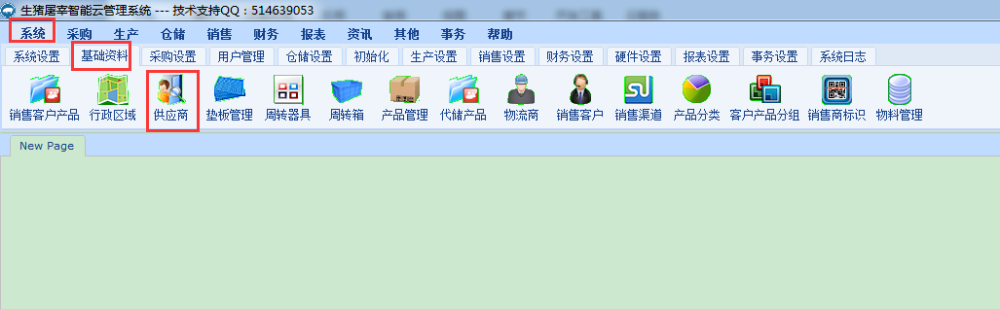 生猪屠宰智能云管理系统 --- 技术支持QQ：514639053
系统 采购 生产 仓储 销售 财务 报表 资讯 其他 事务 帮助
系统设置 基础资料 采购设置 用户管理 仓储设置 初始化 生产设置 销售设置 财务设置 硬件设置 报表设置 事务设置 系统日志
销售客户产品 行政区域 供应商 垫板管理 周转器具 周转箱 产品管理 代储产品 物流商 销售客户 销售渠道 产品分类 客户产品分组 销售商标识 物料管理
New Page